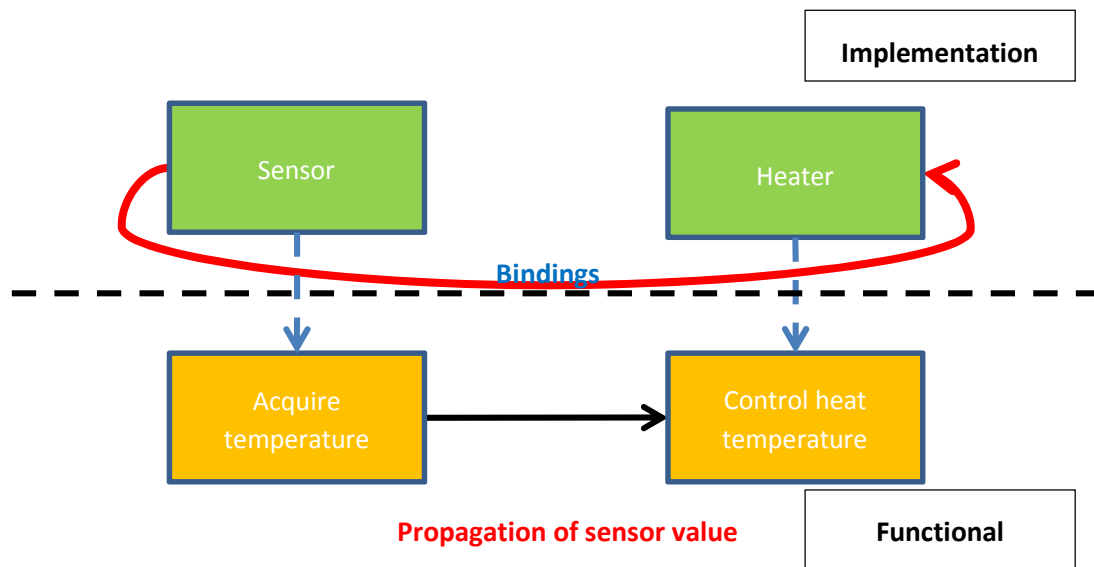 Implementation
Sensor
Heater
Bindings
Acquire
temperature
Control heat
temperature
Propagation of sensor value
Functional